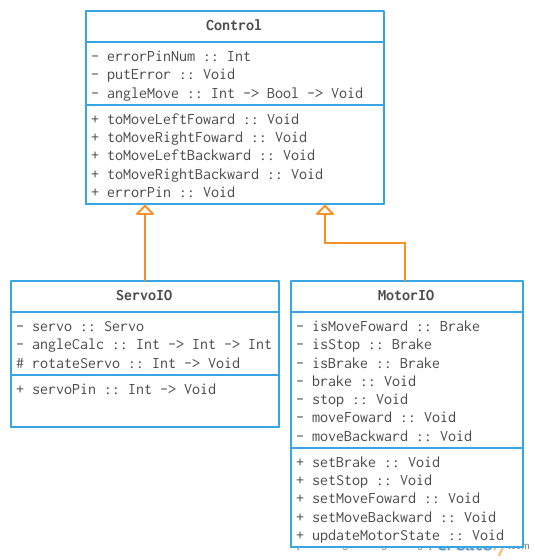 Control
- errorPinNum :: Int
- putError :: Void
- angleMove :: Int -> Bool -> Void
+ toMoveLeftFoward :: Void
+ toMoveRightFoward :: Void
+ toMoveLeftBackward :: Void
+ toMoveRightBackward :: Void
+ errorPin :: Void
ServoIO
- servo :: Servo
- angleCalc :: Int -> Int -> Int
# rotateServo :: Int -> Void
+ servoPin :: Int -> Void
MotorIO
- isMoveFoward :: Brake
- isStop :: Brake
- isBrake :: Brake
- brake :: Void
- stop :: Void
- moveFoward :: Void
- moveBackward :: Void
+ setBrake :: Void
+ setStop :: Void
+ setMoveFoward :: Void
+ setMoveBackward :: Void
+ updateMotorState :: Void